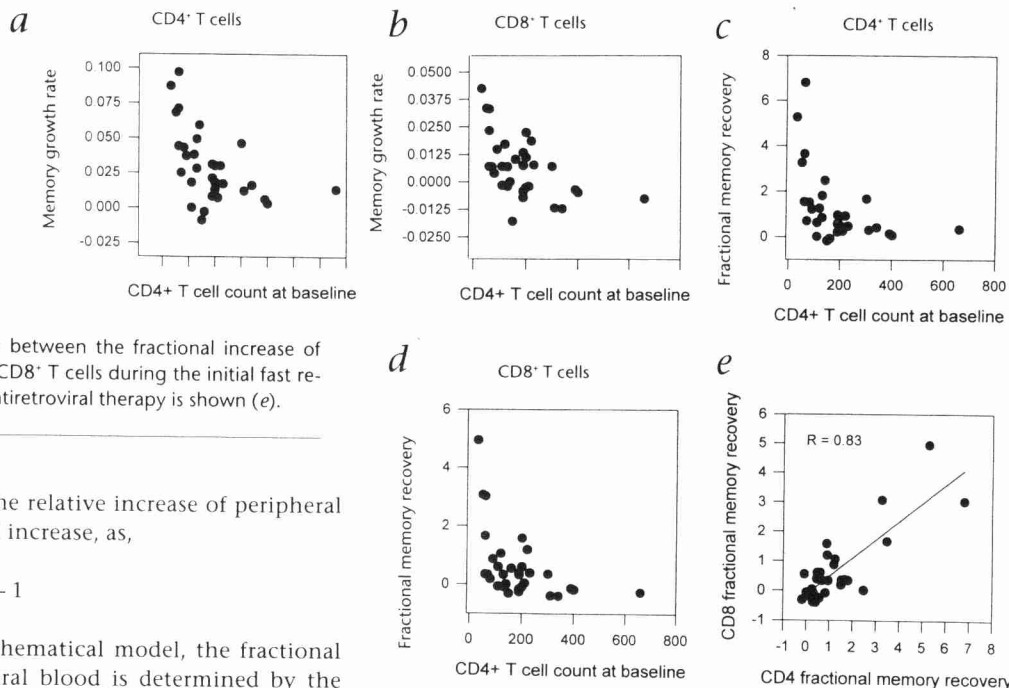 a
CD4⁺ T cells
0.100
0.075
0.050
0.025
0.000
-0.025
Memory growth rate
CD4+ T cell count at baseline
b
CD8⁺ T cells
0.0500
0.0375
0.0250
0.0125
0.0000
-0.0125
-0.0250
Memory growth rate
CD4+ T cell count at baseline
c
CD4⁺ T cells
8
6
4
2
0
Fractional memory recovery
0 200 400 600 800
CD4+ T cell count at baseline
between the fractional increase of
CD8⁺ T cells during the initial fast re-
ntiretroviral therapy is shown (e).
d
CD8⁺ T cells
6
4
2
0
Fractional memory recovery
0 200 400 600 800
CD4+ T cell count at baseline
e
R = 0.83
6
5
4
3
2
1
0
-1
CD8 fractional memory recovery
-1 0 1 2 3 4 5 6 7 8
CD4 fractional memory recovery
he relative increase of peripheral
increase, as,
- 1
hematical model, the fractional
ral blood is determined by the